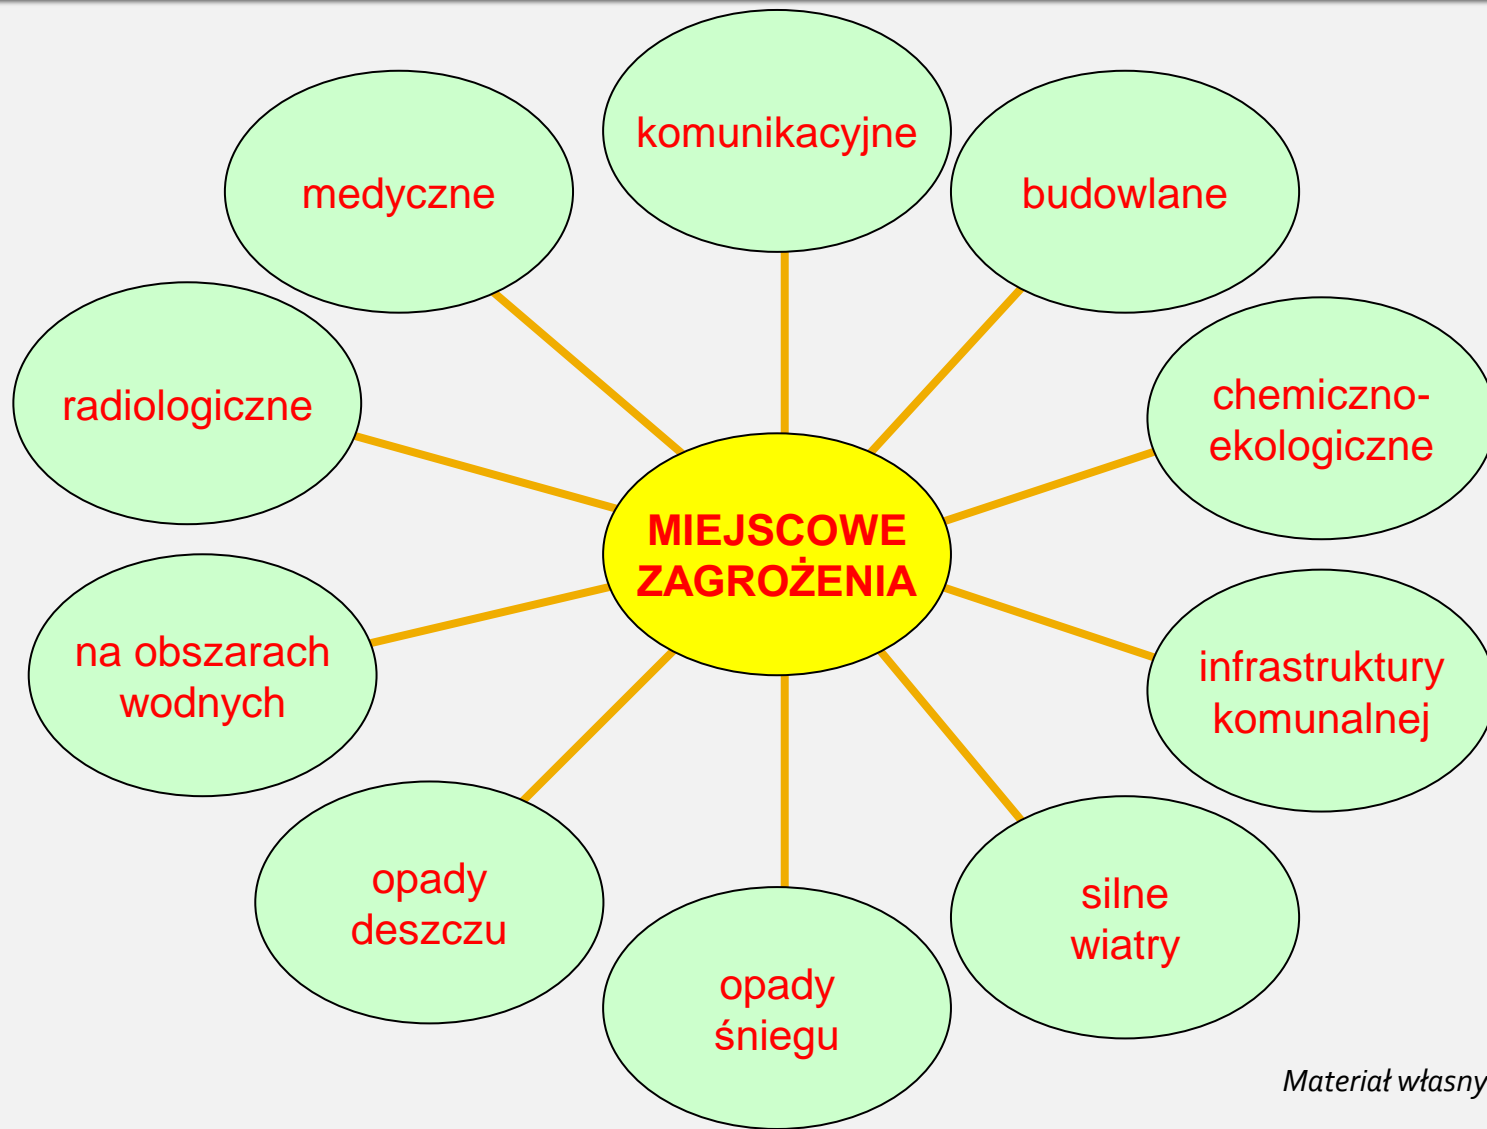 komunikacyjne
medyczne
budowlane
radiologiczne
chemiczno-
ekologiczne
MIEJSCOWE
ZAGROŻENIA
na obszarach
wodnych
infrastruktury
komunalnej
opady
deszczu
silne
wiatry
opady
śniegu
Materiał własny